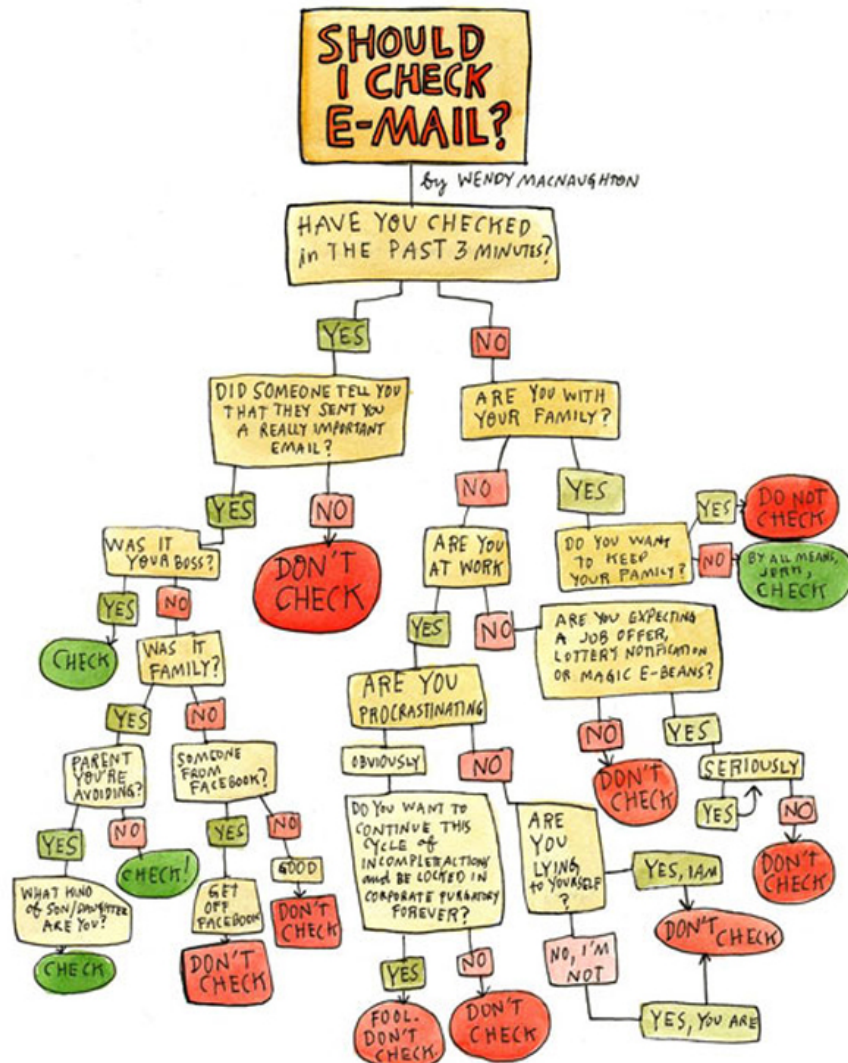 SHOULD
I CHECK
E-MAIL?
by WENDY MACNAUGHTON
HAVE YOU CHECKED
in THE PAST 3 MINUTES?
YES
NO
DID SOMEONE TELL YOU
THAT THEY SENT YOU
A REALLY IMPORTANT
EMAIL?
ARE YOU WITH
YOUR FAMILY?
YES
NO
NO
YES
DON'T
CHECK
WAS IT
YOUR BOSS?
YES
NO
CHECK
WAS IT
FAMILY?
YES
NO
PARENT
YOU'RE
AVOIDING?
SOMEONE
FROM
FACEBOOK?
YES
NO
CHECK!
YES
NO
WHAT KIND
of SON/DAUGHTER
ARE YOU?
CHECK
GET
OFF
FACEBOOK
DON'T
CHECK
GOOD
DON'T
CHECK
ARE YOU
AT WORK
DO YOU WANT
TO KEEP
YOUR FAMILY?
YES
DO NOT
CHECK
NO
BY ALL MEANS,
JERK,
CHECK
YES
NO
ARE YOU
PROCRASTINATING
ARE YOU EXPECTING
A JOB OFFER,
LOTTERY NOTIFICATION
OR MAGIC E-BEANS?
OBVIOUSLY
NO
NO
YES
DON'T
CHECK
SERIOUSLY
YES
NO
DON'T
CHECK
DO YOU WANT TO
CONTINUE THIS
CYCLE of
INCOMPLETE ACTIONS
and BE LOCKED IN
CORPORATE PURGATORY
FOREVER?
YES
NO
FOOL.
DON'T
CHECK.
DON'T
CHECK
ARE
YOU
LYING
to YOURSELF
?
YES, I AM
DON'T CHECK
NO, I'M
NOT
YES, YOU ARE